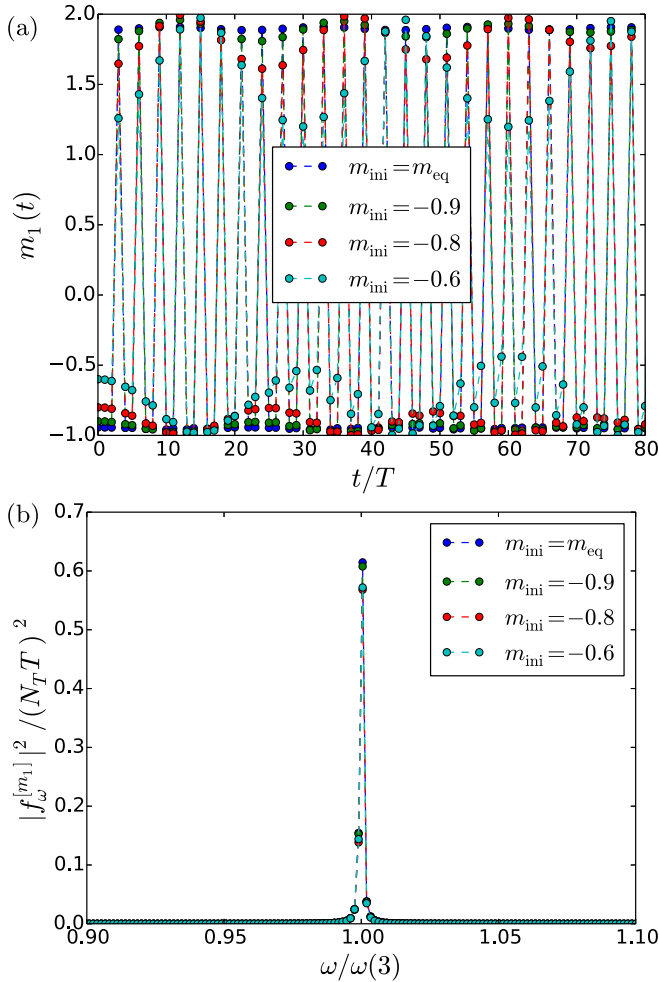 (a)
2.0
1.5
1.0
0.5
0.0
−0.5
−1.0
m₁(t)
m_ini = m_eq
m_ini = −0.9
m_ini = −0.8
m_ini = −0.6
0 10 20 30 40 50 60 70 80
t/T
(b)
0.7
0.6
0.5
0.4
0.3
0.2
0.1
0.0
|f_ω^[m₁]|²/(N_T T)²
m_ini = m_eq
m_ini = −0.9
m_ini = −0.8
m_ini = −0.6
0.90 0.95 1.00 1.05 1.10
ω/ω(3)